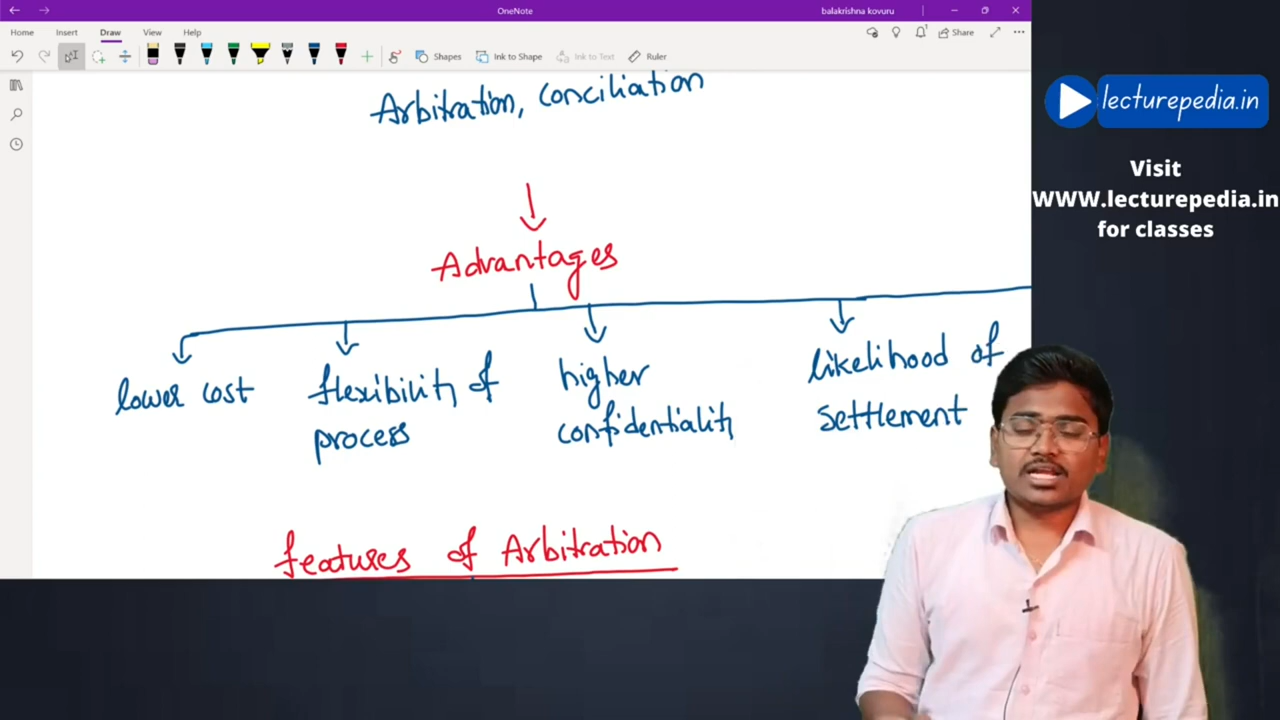 OneNote
balakrishna kovuru
Home Insert Draw View Help
Share
Shapes Ink to Shape Ink to Text Ruler
Arbitration, conciliation
Advantages
lower cost
flexibility of
process
higher
confidentiality
likelihood of
settlement
features of Arbitration
lecturepedia.in
Visit
WWW.lecturepedia.in
for classes